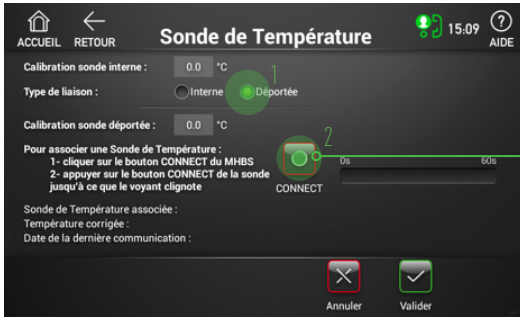 ACCUEIL RETOUR Sonde de Température 15:09 ? AIDE
Calibration sonde interne : 0.0 °C
1
Type de liaison : Interne Déportée
Calibration sonde déportée : 0.0 °C
Pour associer une Sonde de Température :
1- cliquer sur le bouton CONNECT du MHBS
2- appuyer sur le bouton CONNECT de la sonde
jusqu'à ce que le voyant clignote
2
CONNECT
0s 60s
Sonde de Température associée :
Température corrigée :
Date de la dernière communication :
Annuler Valider